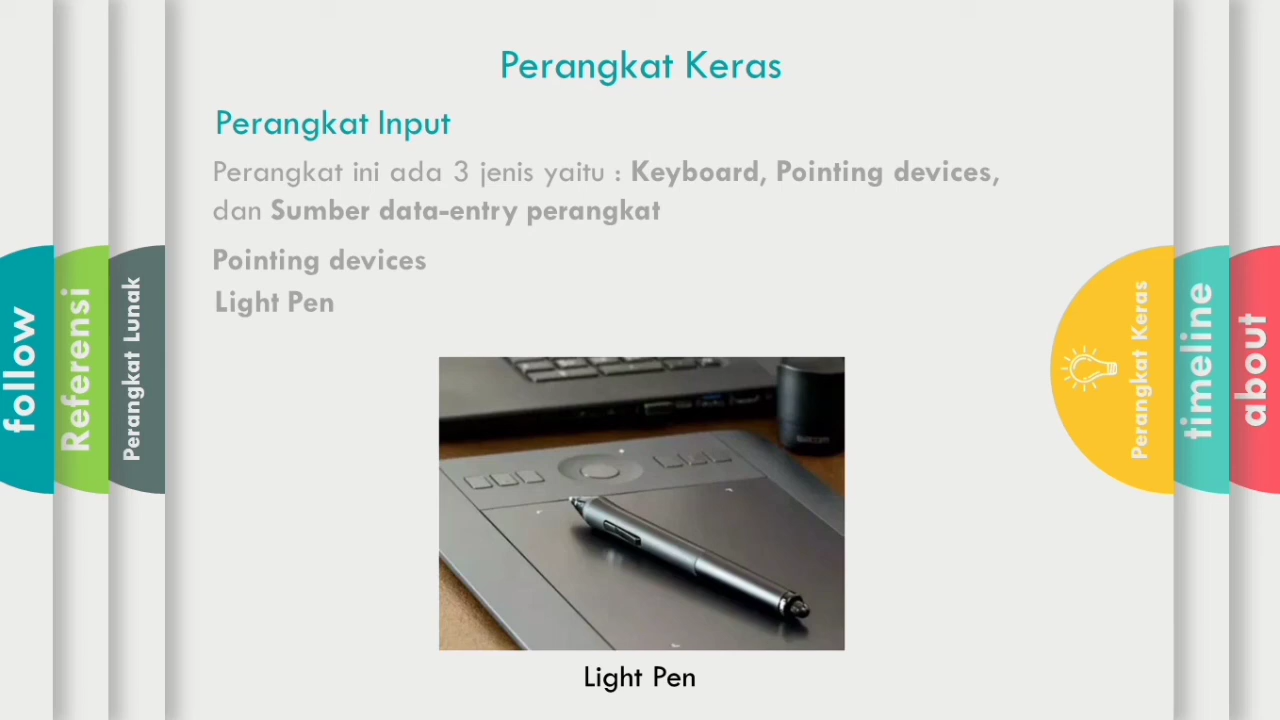 Perangkat Keras
Perangkat Input
Perangkat ini ada 3 jenis yaitu : Keyboard, Pointing devices,
dan Sumber data-entry perangkat
Pointing devices
Light Pen
Light Pen
follow
Referensi
Perangkat Lunak
Perangkat Keras
timeline
about